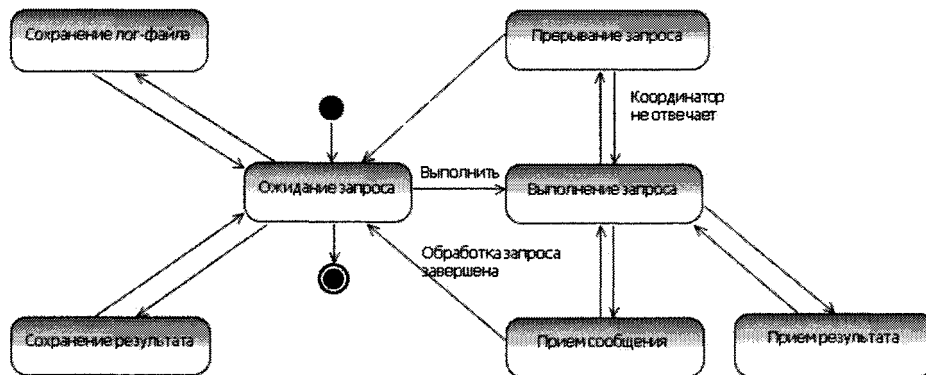 Сохранение лог-файла
Прерывание запроса
Координатор
не отвечает
Ожидание запроса
Выполнить
Выполнение запроса
Обработка запроса
завершена
Сохранение результата
Прием сообщения
Прием результата